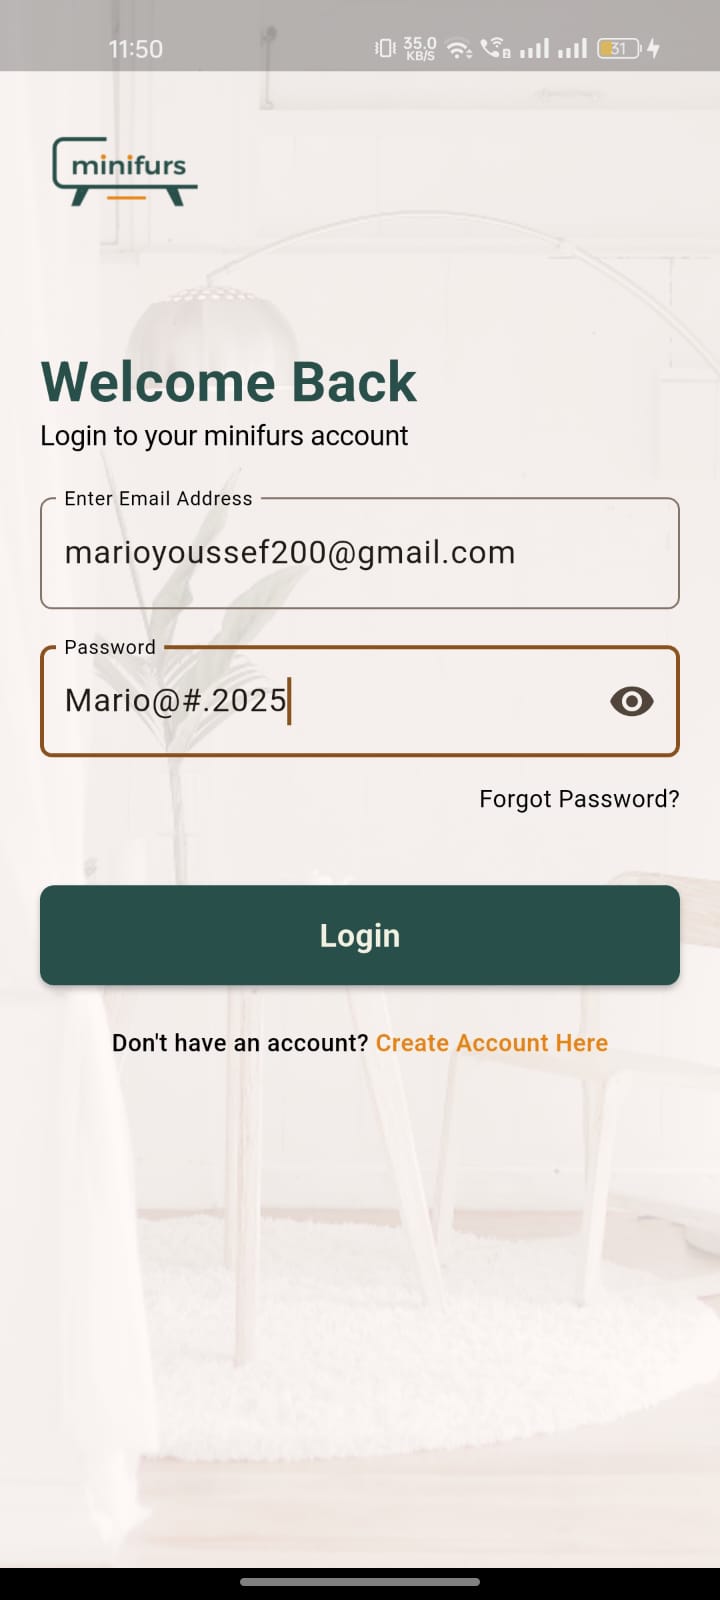 11:50
35.0
KB/S
2
31
minifurs
Welcome Back
Login to your minifurs account
Enter Email Address
marioyoussef200@gmail.com
Password
Mario@#.2025
Forgot Password?
Login
Don't have an account? Create Account Here